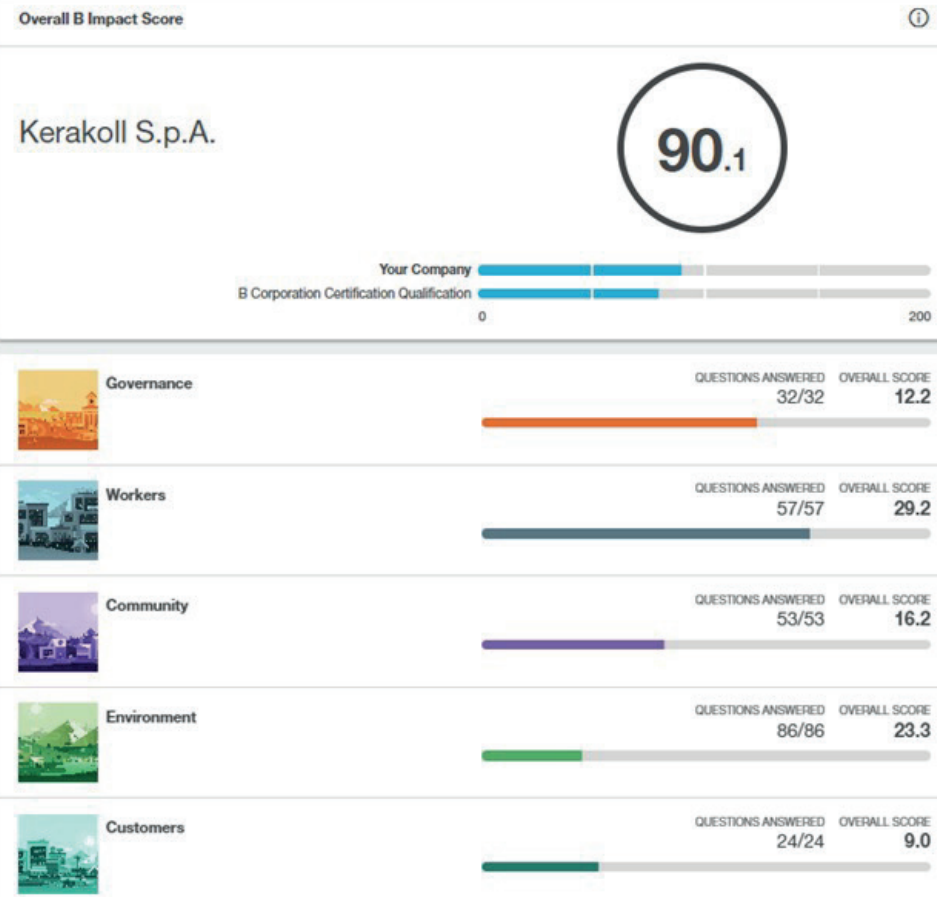 Overall B Impact Score
Kerakoll S.p.A.
90.1
Your Company
B Corporation Certification Qualification
0 200
Governance
QUESTIONS ANSWERED OVERALL SCORE
32/32 12.2
Workers
QUESTIONS ANSWERED OVERALL SCORE
57/57 29.2
Community
QUESTIONS ANSWERED OVERALL SCORE
53/53 16.2
Environment
QUESTIONS ANSWERED OVERALL SCORE
86/86 23.3
Customers
QUESTIONS ANSWERED OVERALL SCORE
24/24 9.0